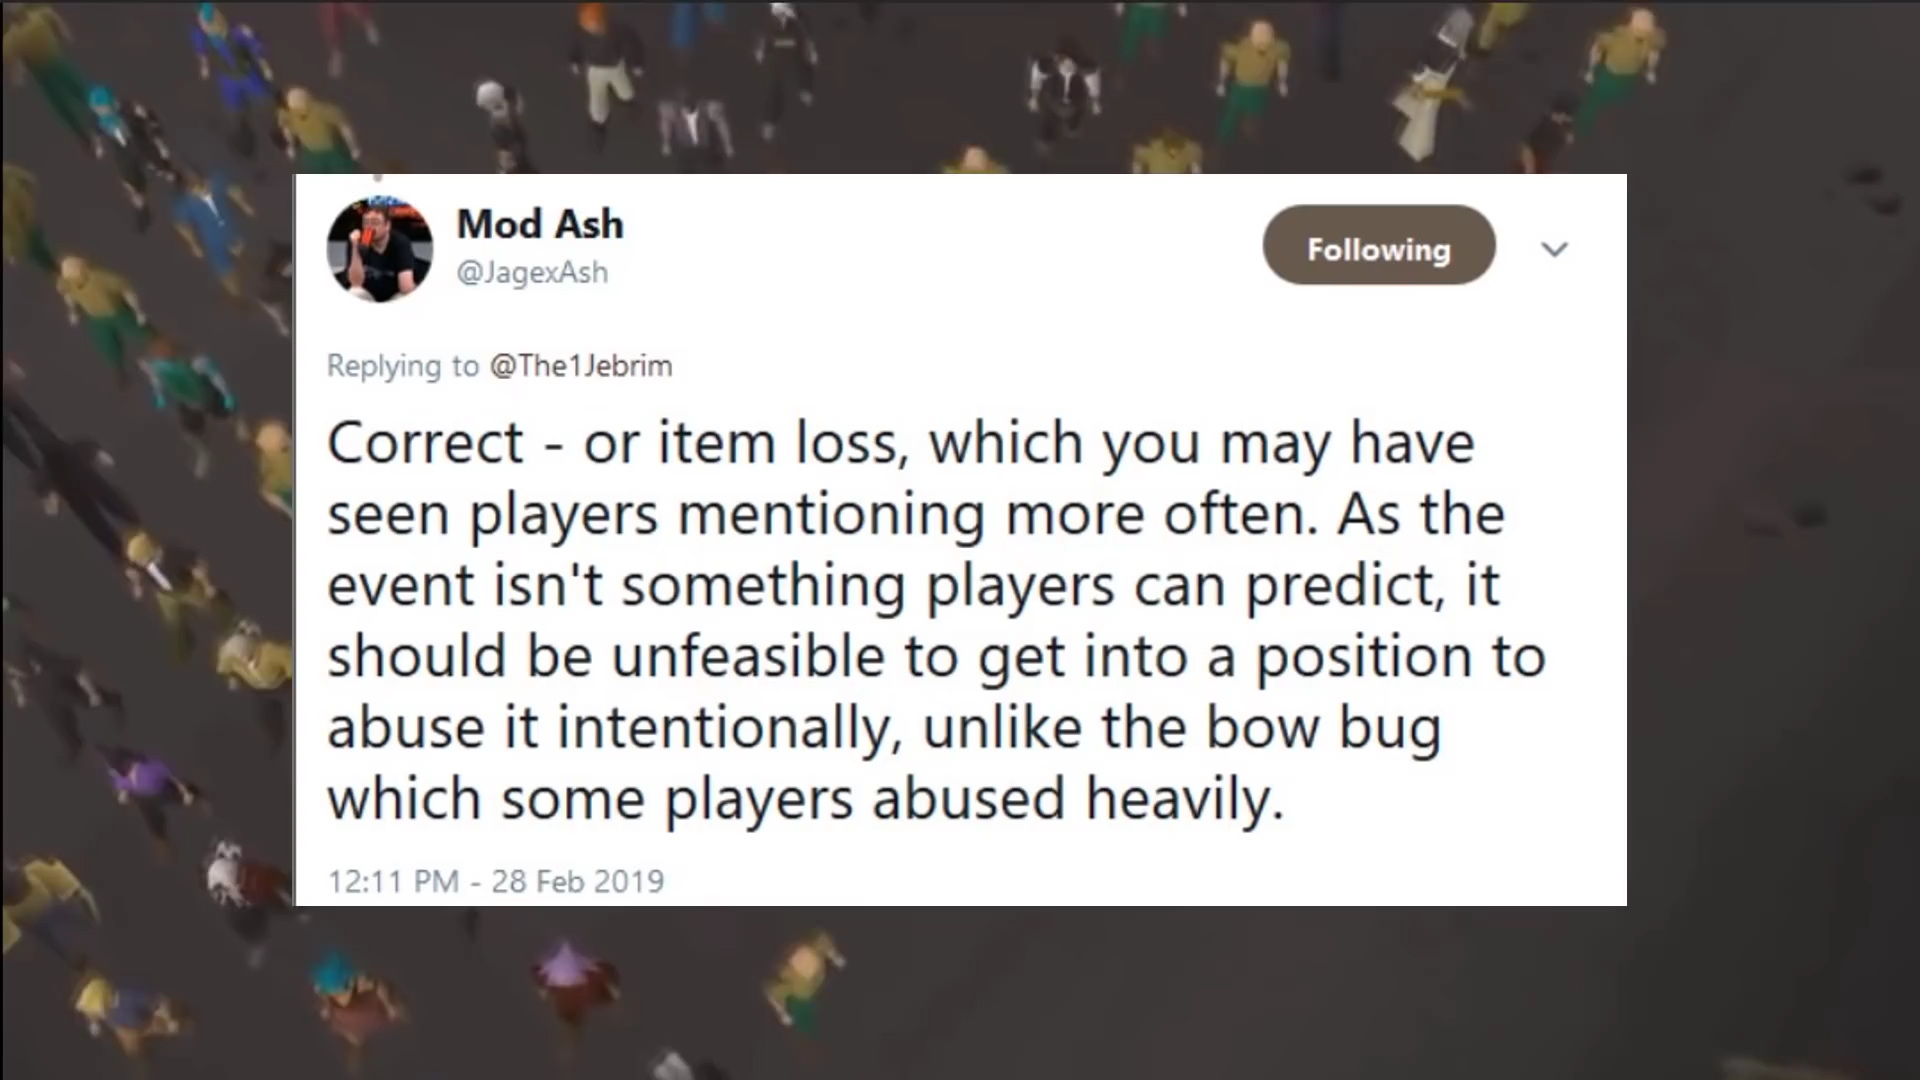 Mod Ash
@JagexAsh
Following
Replying to @The1Jebrim
Correct - or item loss, which you may have
seen players mentioning more often. As the
event isn't something players can predict, it
should be unfeasible to get into a position to
abuse it intentionally, unlike the bow bug
which some players abused heavily.
12:11 PM - 28 Feb 2019